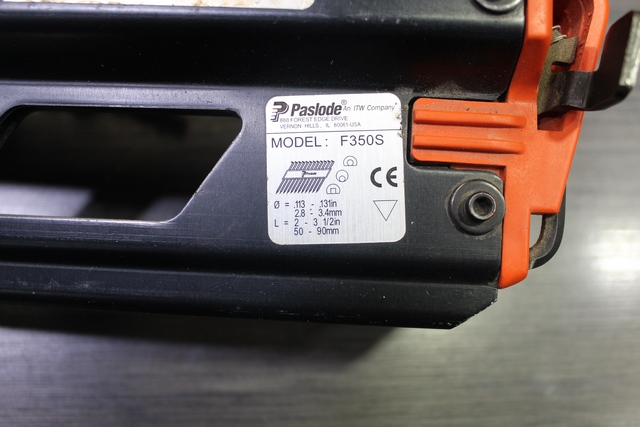 Paslode® An ITW Company
888 FOREST EDGE DRIVE
VERNON HILLS, IL 60061-USA
MODEL: F350S
Paslode
CE
Ø = .113 - .131in
2.8 - 3.4mm
L = 2 - 3 1/2in
50 - 90mm